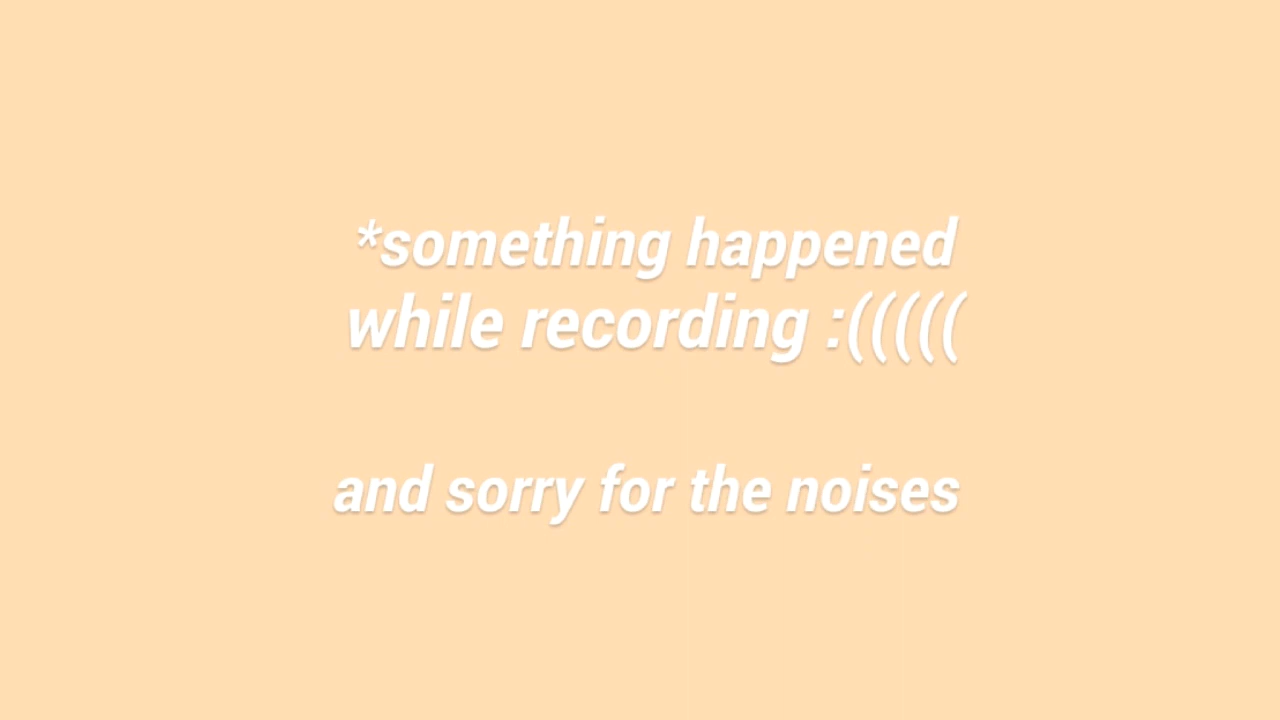 *something happened
while recording :(((((
and sorry for the noises